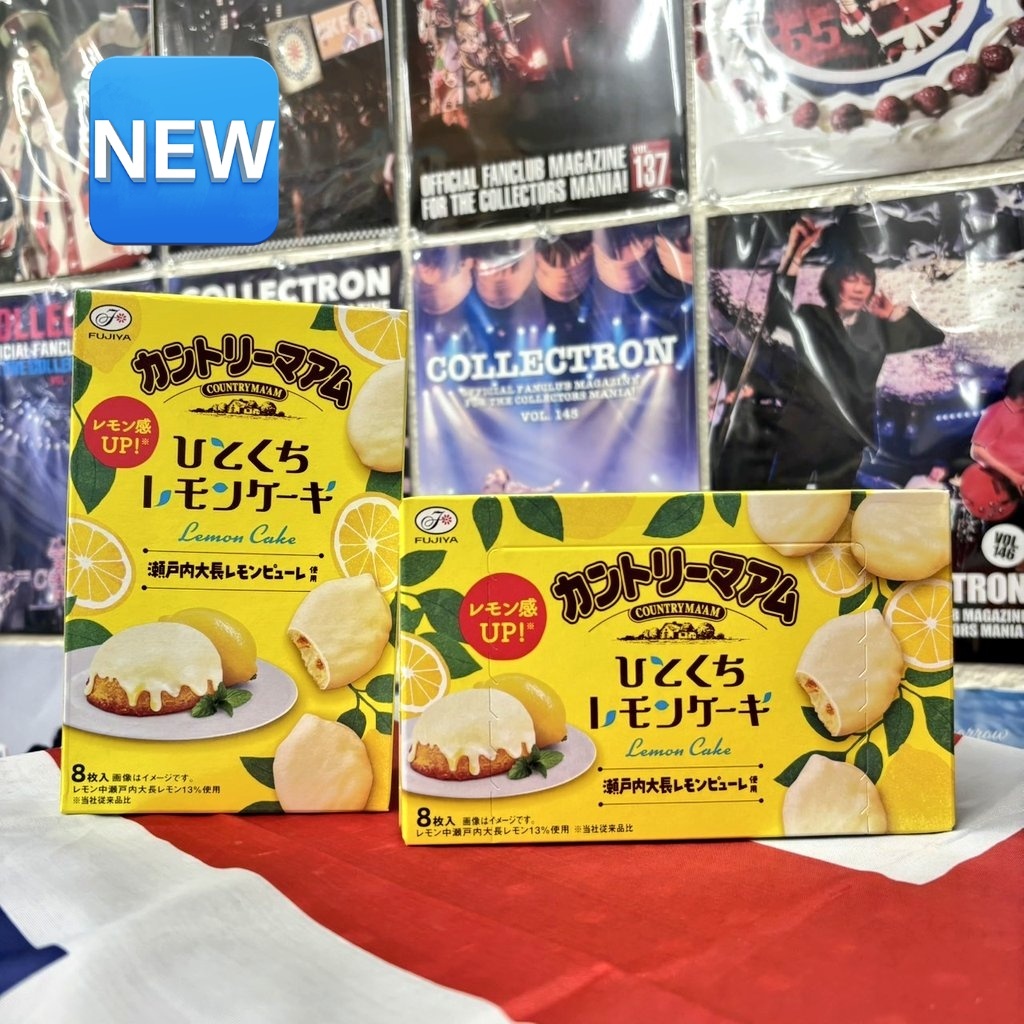 NEW
OFFICIAL FANCLUB MAGAZINE
FOR THE COLLECTORS MANIA!
VOL.
137
COLLECTRON
COLLECTRON
OFFICIAL FANCLUB MAGAZINE
FOR THE COLLECTORS MANIA!
VOL. 145
VOL
146
TRON
MAGAZINE
TORS MANIA!
FUJIYA
カントリーマアム
COUNTRY MA'AM
レモン感
UP!※
ひとくち
レモンケーキ
Lemon Cake
瀬戸内大長レモンピューレ使用
8枚入 画像はイメージです。
レモン中瀬戸内大長レモン13%使用
※当社従来品比
FUJIYA
カントリーマアム
COUNTRY MA'AM
レモン感
UP!※
ひとくち
レモンケーキ
Lemon Cake
瀬戸内大長レモンピューレ使用
8枚入 画像はイメージです。
レモン中瀬戸内大長レモン13%使用 ※当社従来品比